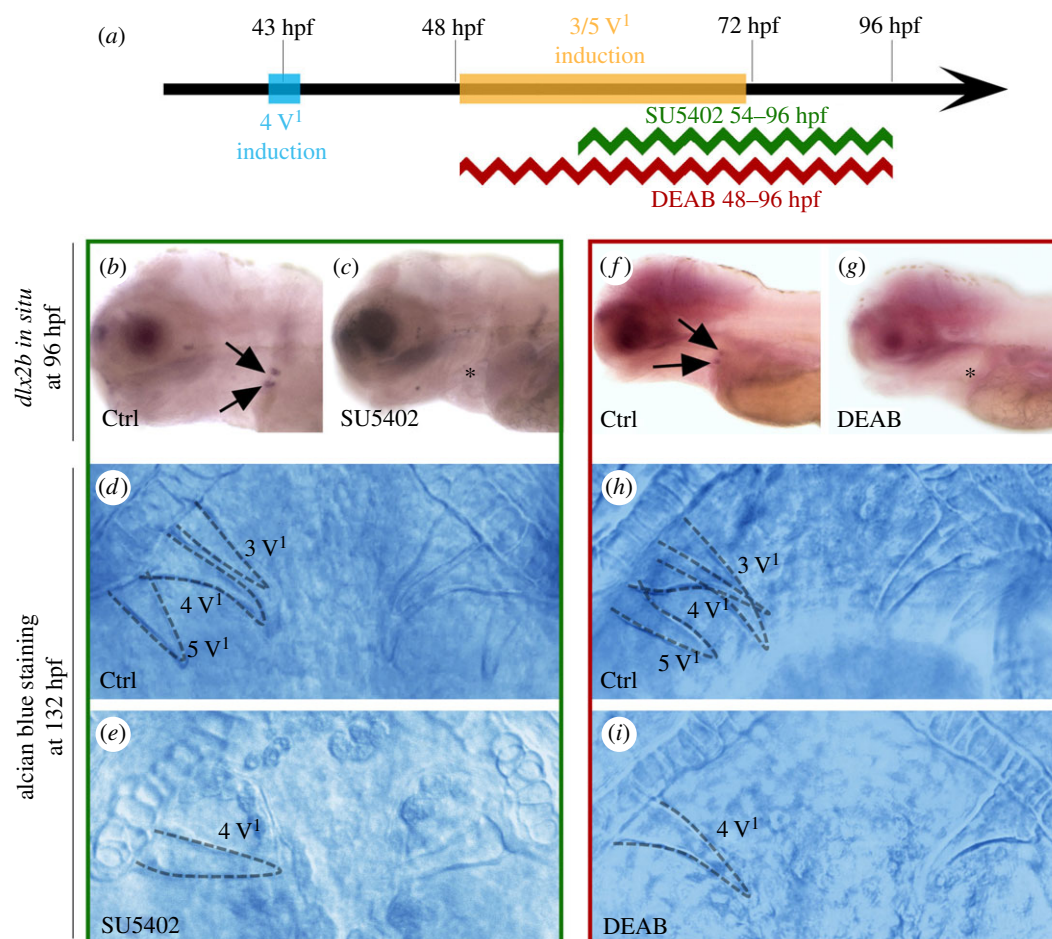 (a)
43 hpf
48 hpf
3/5 V¹
induction
72 hpf
96 hpf
4 V¹
induction
SU5402 54–96 hpf
DEAB 48–96 hpf
dlx2b in situ
at 96 hpf
(b)
Ctrl
(c)
*
SU5402
(f)
Ctrl
(g)
*
DEAB
alcian blue staining
at 132 hpf
(d)
3 V¹
4 V¹
5 V¹
Ctrl
(h)
3 V¹
4 V¹
5 V¹
Ctrl
(e)
4 V¹
SU5402
(i)
4 V¹
DEAB